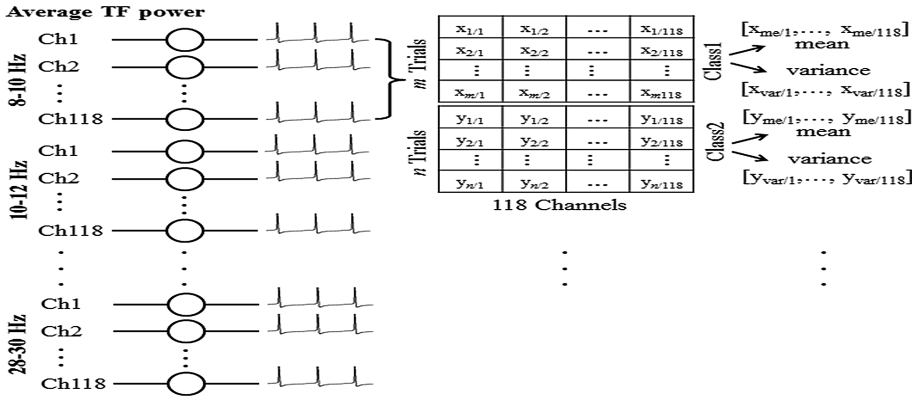 Average TF power
8-10 Hz
Ch1
Ch2
Ch118
10-12 Hz
Ch1
Ch2
Ch118
28-30 Hz
Ch1
Ch2
Ch118
m Trials
x1/1 x1/2 --- x1/118
x2/1 x2/2 --- x2/118
xm/1 xm/2 --- xm118
n Trials
y1/1 y1/2 --- y1/118
y2/1 y2/2 --- y2/118
yn/1 yn/2 --- yn/118
118 Channels
Class1
[xme/1,..., xme/118]
mean
variance
[xvar/1,..., xvar/118]
Class2
[yme/1,..., yme/118]
mean
variance
[yvar/1,..., yvar/118]